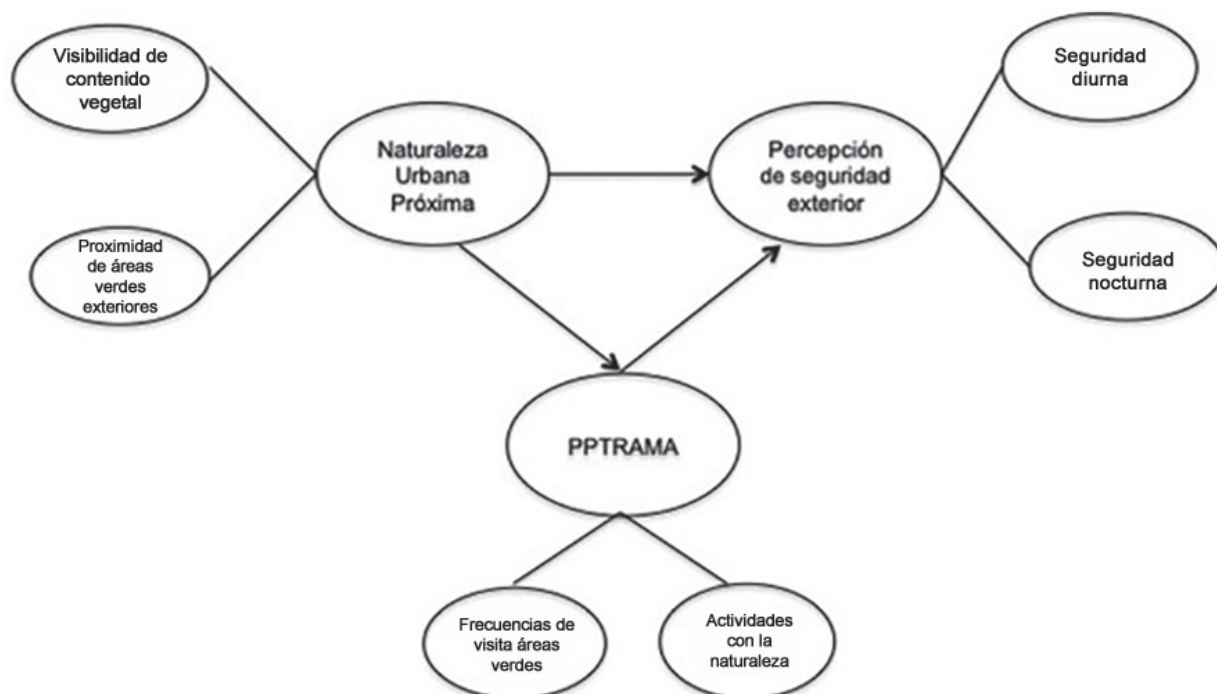 Visibilidad de
contenido
vegetal
Proximidad
de áreas
verdes
exteriores
Naturaleza
Urbana
Próxima
Percepción
de seguridad
exterior
Seguridad
diurna
Seguridad
nocturna
PPTRAMA
Frecuencias de
visita áreas
verdes
Actividades
con la
naturaleza